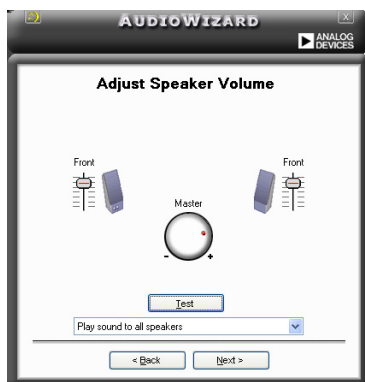 AUDIOWIZARD
X
ANALOG
DEVICES
Adjust Speaker Volume
Front
Front
Master
- +
Test
Play sound to all speakers
< Back Next >